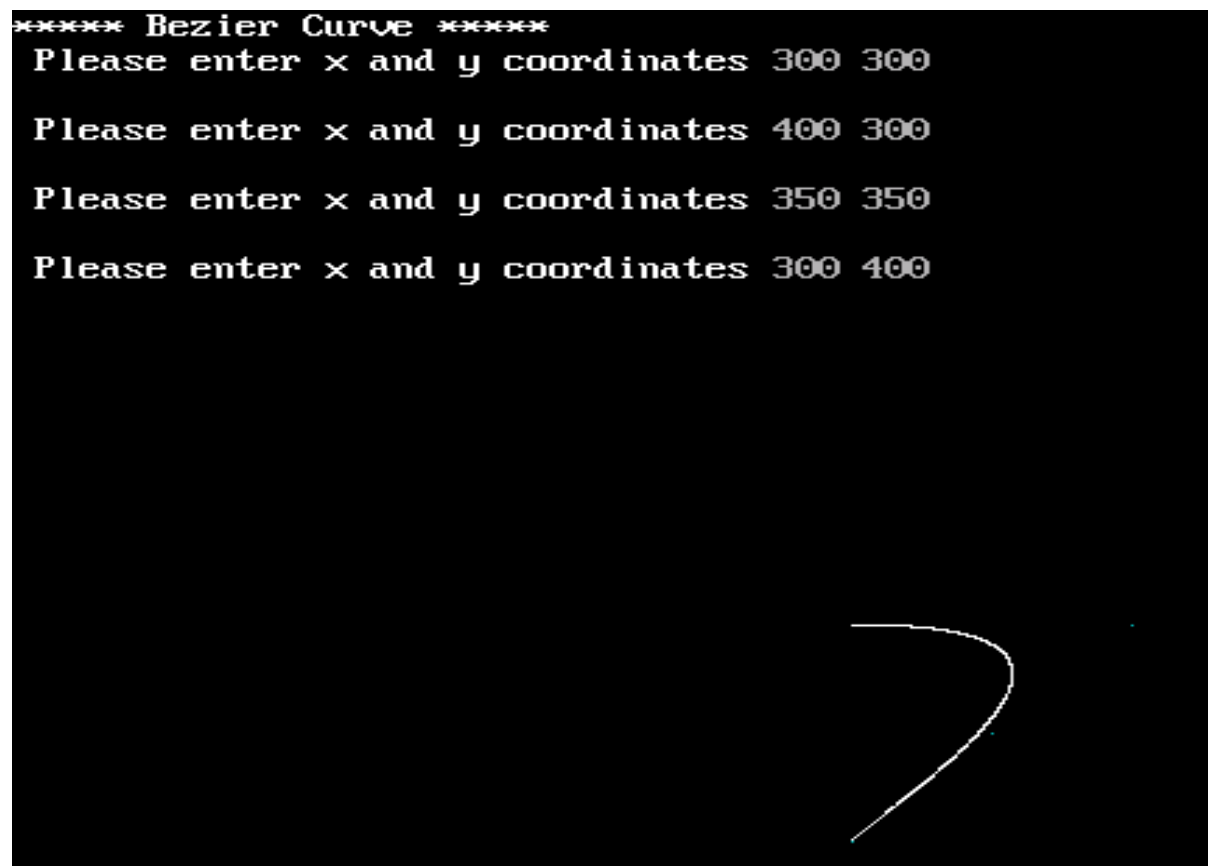 ***** Bezier Curve *****
Please enter x and y coordinates 300 300
Please enter x and y coordinates 400 300
Please enter x and y coordinates 350 350
Please enter x and y coordinates 300 400